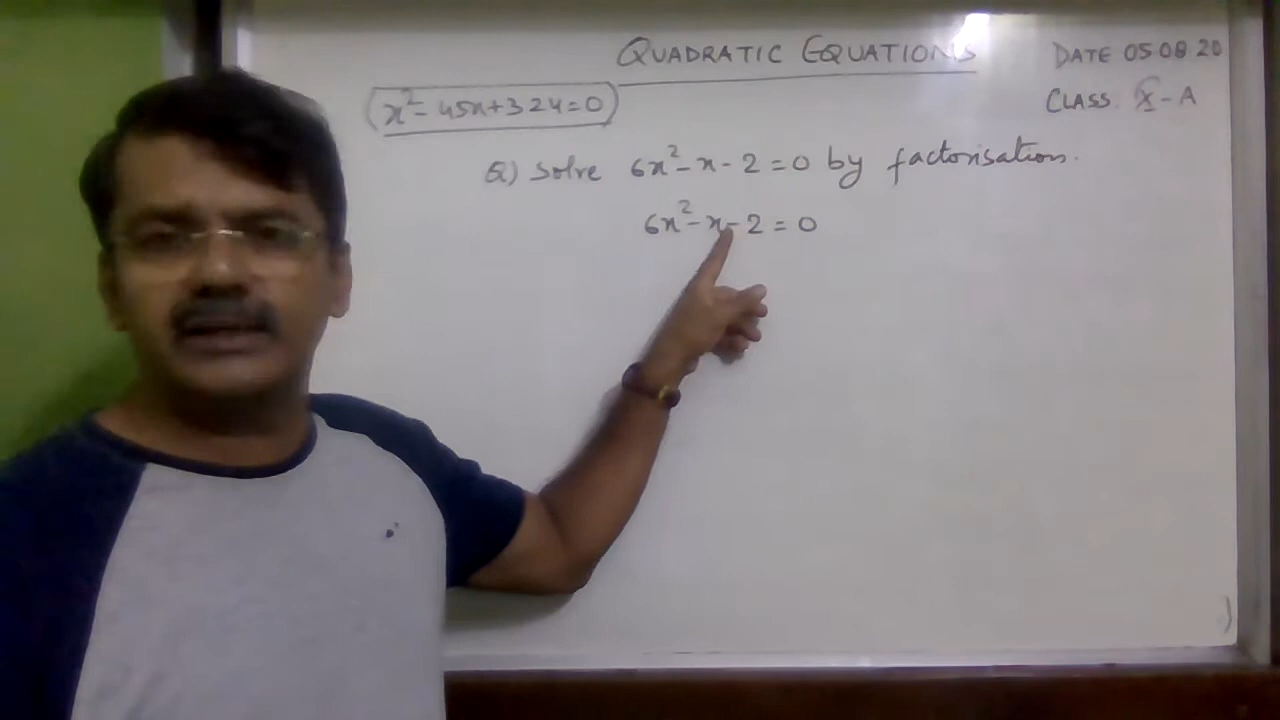 QUADRATIC EQUATIONS
DATE 05 08 20
CLASS. X - A
x² - 45x + 324 = 0
Q) Solve 6x² - x - 2 = 0 by factorisation.
6x² - x - 2 = 0